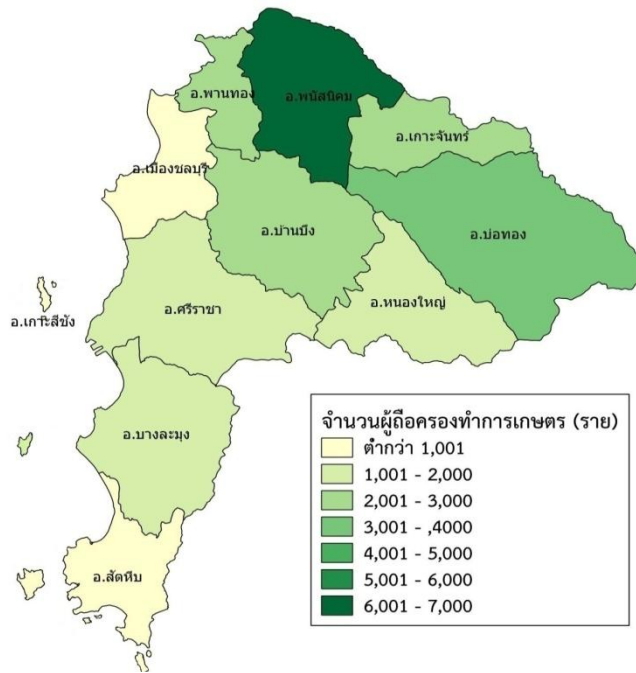 อ.พานทอง
อ.พนัสนิคม
อ.เกาะจันทร์
อ.เมืองชลบุรี
อ.บ้านบึง
อ.บ่อทอง
อ.ศรีราชา
อ.หนองใหญ่
อ.เกาะสีชัง
อ.บางละมุง
อ.สัตหีบ
จำนวนผู้ถือครองทำการเกษตร (ราย)
ต่ำกว่า 1,001
1,001 - 2,000
2,001 - 3,000
3,001 - ,4000
4,001 - 5,000
5,001 - 6,000
6,001 - 7,000